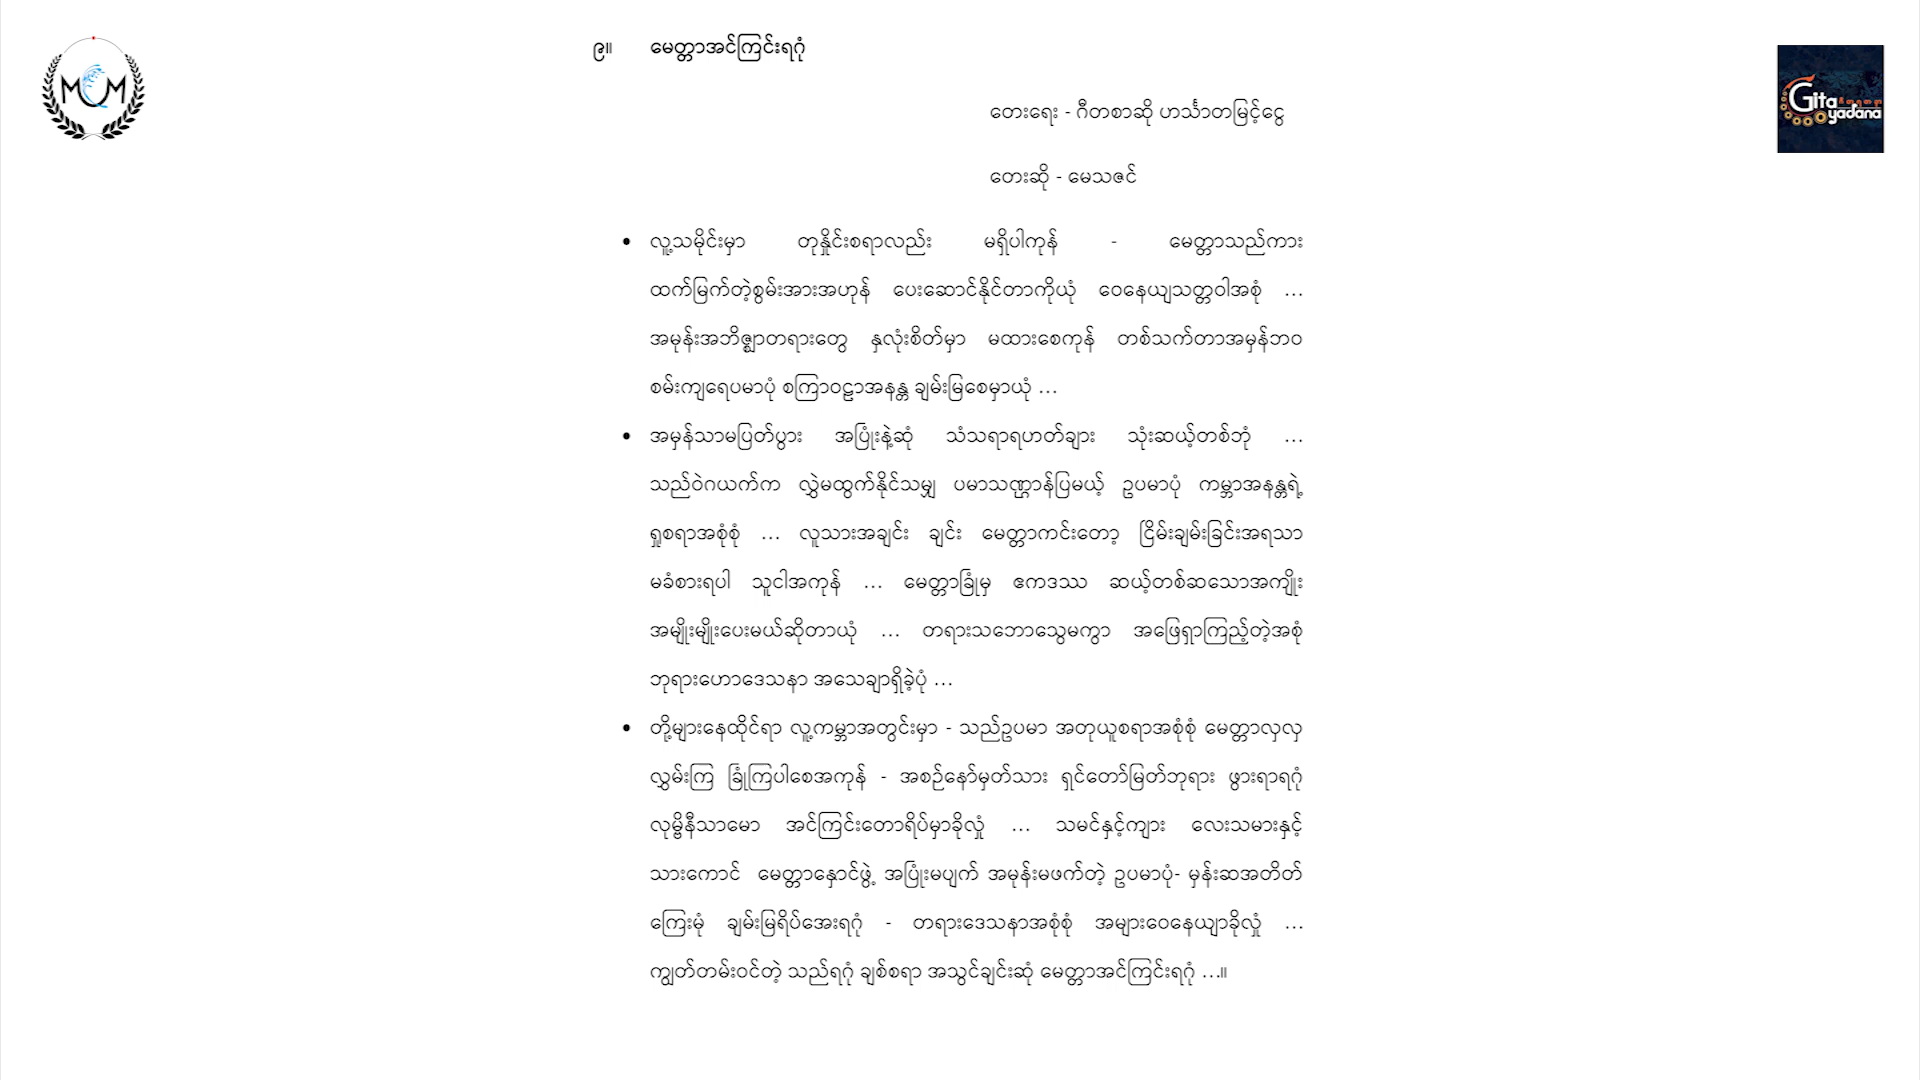 MCM
Gita
ဂီတရတနာ
yadana
၉။ မေတ္တာအင်ကြင်းရဂုံ
တေးရေး - ဂီတစာဆို ဟင်္သာတမြင့်ငွေ
တေးဆို - မေသဇင်
• လူ့သမိုင်းမှာ တုနှိုင်းစရာလည်း မရှိပါကုန် - မေတ္တာသည်ကား
ထက်မြက်တဲ့စွမ်းအားအဟုန် ပေးဆောင်နိုင်တာကိုယုံ ဝေနေယျသတ္တဝါအစုံ …
အမုန်းအဘိဇ္ဈာတရားတွေ နှလုံးစိတ်မှာ မထားစေကုန် တစ်သက်တာအမှန်ဘဝ
စမ်းကျရေပမာပုံ စကြာဝဠာအနန္တ ချမ်းမြစေမှာယုံ …
• အမှန်သာမပြတ်ပွား အပြုံးနဲ့ဆုံ သံသရာရဟတ်ချား သုံးဆယ့်တစ်ဘုံ …
သည်ဝဲဂယက်က လွှဲမထွက်နိုင်သမျှ ပမာသဏ္ဌာန်ပြမယ့် ဥပမာပုံ ကမ္ဘာအနန္တရဲ့
ရှုစရာအစုံစုံ … လူသားအချင်း ချင်း မေတ္တာကင်းတော့ ငြိမ်းချမ်းခြင်းအရသာ
မခံစားရပါ သူငါအကုန် … မေတ္တာခြုံမှ ဧကဒဿ ဆယ့်တစ်ဆသောအကျိုး
အမျိုးမျိုးပေးမယ်ဆိုတာယုံ … တရားသဘောသွေမကွာ အဖြေရှာကြည့်တဲ့အစုံ
ဘုရားဟောဒေသနာ အသေချာရှိခဲ့ပုံ …
• တို့များနေထိုင်ရာ လူ့ကမ္ဘာအတွင်းမှာ - သည်ဥပမာ အတုယူစရာအစုံစုံ မေတ္တာလှလှ
လွှမ်းကြ ခြုံကြပါစေအကုန် - အစဉ်နော်မှတ်သား ရှင်တော်မြတ်ဘုရား ဖွားရာရဂုံ
လုမ္ဗိနီသာမော အင်ကြင်းတောရိပ်မှာခိုလှုံ … သမင်နှင့်ကျား လေးသမားနှင့်
သားကောင် မေတ္တာနှောင်ဖွဲ့ အပြုံးမပျက် အမုန်းမဖက်တဲ့ ဥပမာပုံ- မှန်းဆအတိတ်
ကြေးမုံ ချမ်းမြရိပ်အေးရဂုံ - တရားဒေသနာအစုံစုံ အများဝေနေယျာခိုလှုံ …
ကျွတ်တမ်းဝင်တဲ့ သည်ရဂုံ ချစ်စရာ အသွင်ချင်းဆုံ မေတ္တာအင်ကြင်းရဂုံ …။